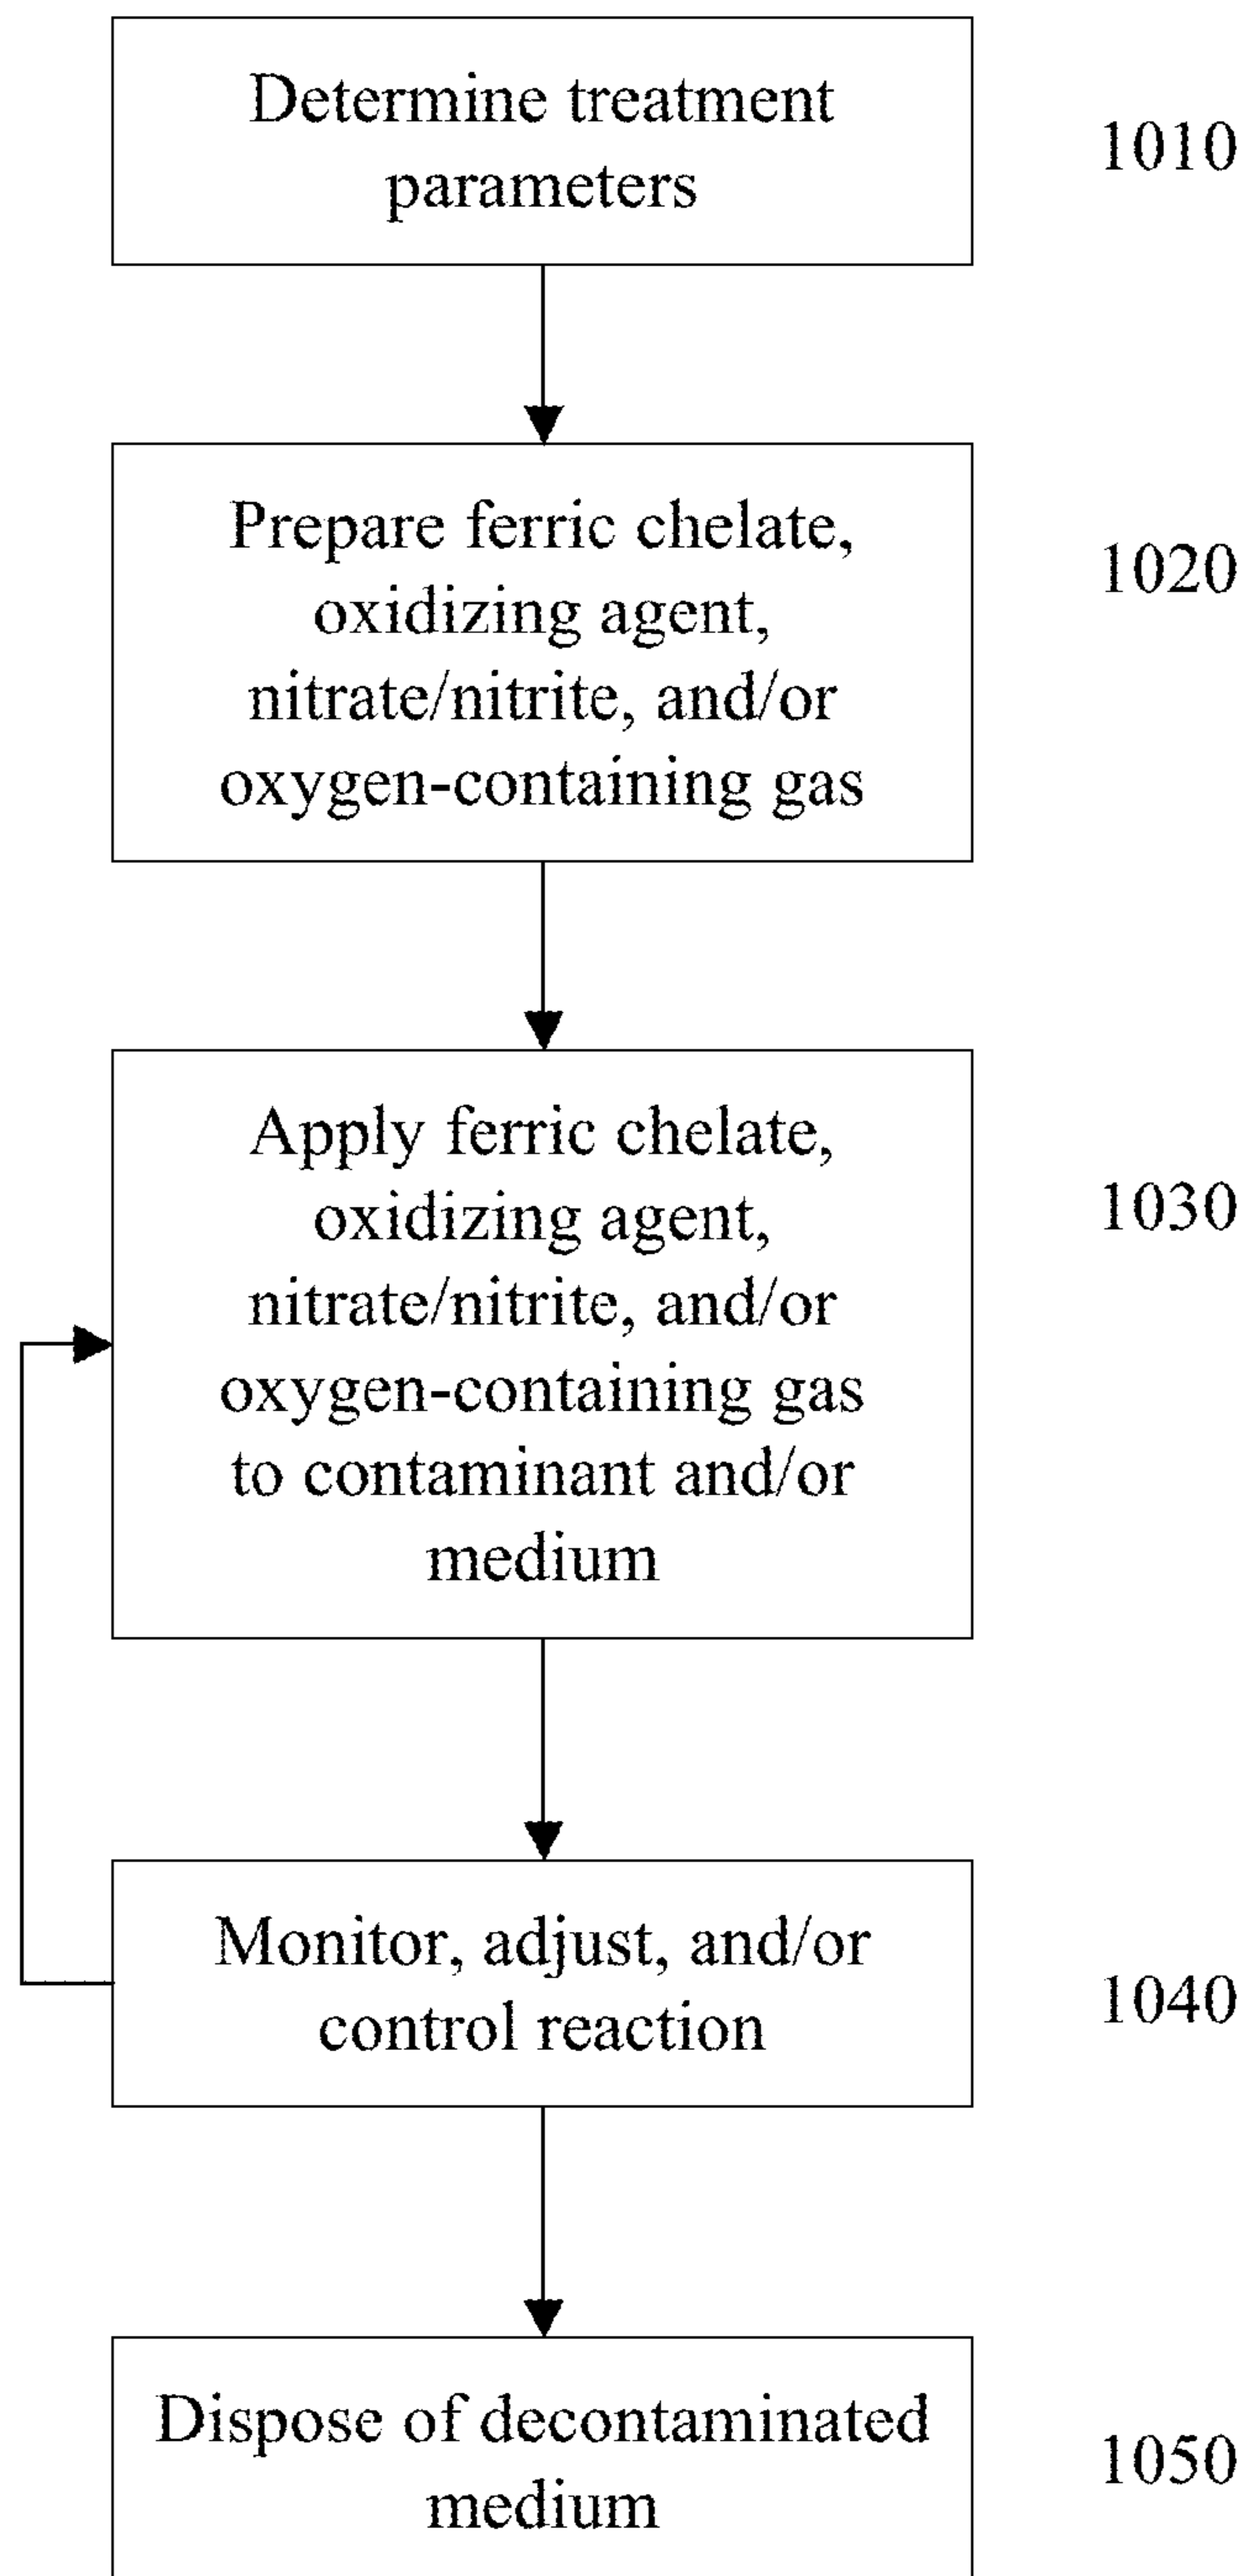 Determine treatment
parameters
1010
Prepare ferric chelate,
oxidizing agent,
nitrate/nitrite, and/or
oxygen-containing gas
1020
Apply ferric chelate,
oxidizing agent,
nitrate/nitrite, and/or
oxygen-containing gas
to contaminant and/or
medium
1030
Monitor, adjust, and/or
control reaction
1040
Dispose of decontaminated
medium
1050